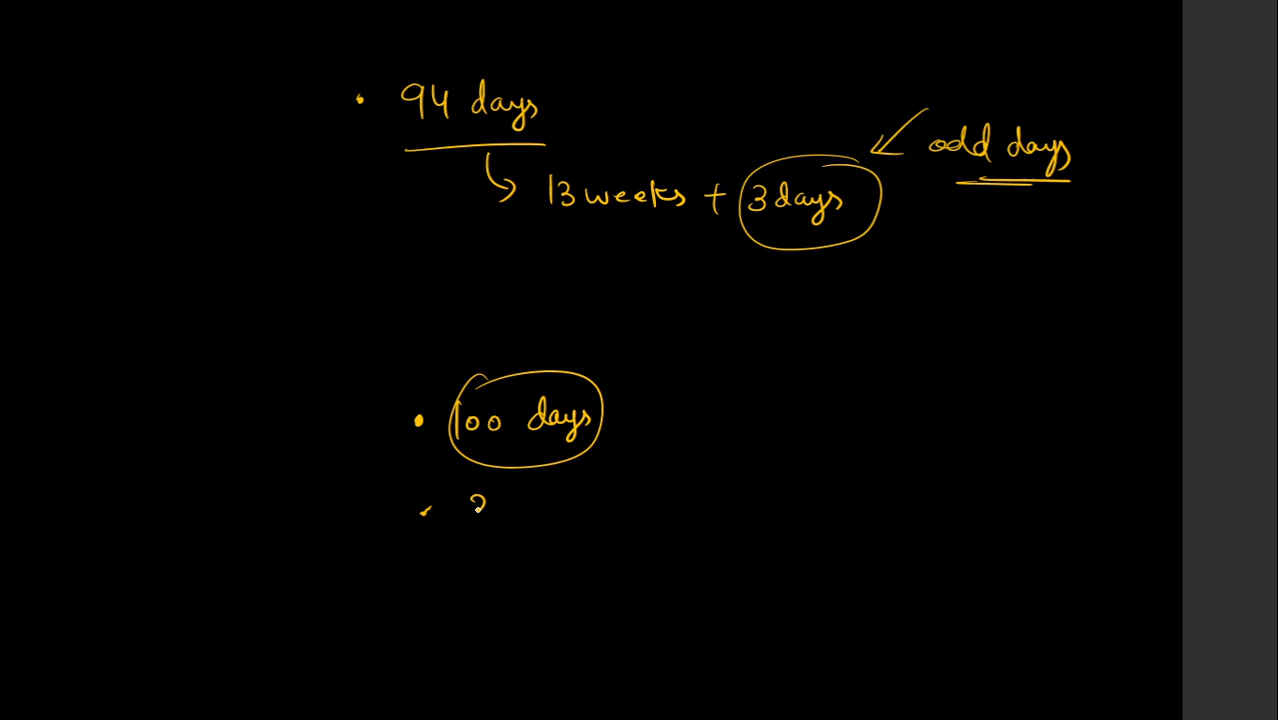 • 94 days
13 weeks + 3 days
odd days
• 100 days
•